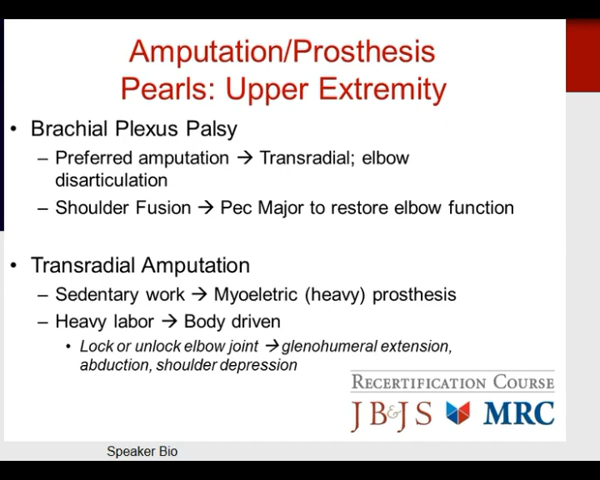 Amputation/Prosthesis
Pearls: Upper Extremity
• Brachial Plexus Palsy
– Preferred amputation → Transradial; elbow
disarticulation
– Shoulder Fusion → Pec Major to restore elbow function
• Transradial Amputation
– Sedentary work → Myoeletric (heavy) prosthesis
– Heavy labor → Body driven
• Lock or unlock elbow joint → glenohumeral extension,
abduction, shoulder depression
RECERTIFICATION COURSE
JB&JS MRC
Speaker Bio